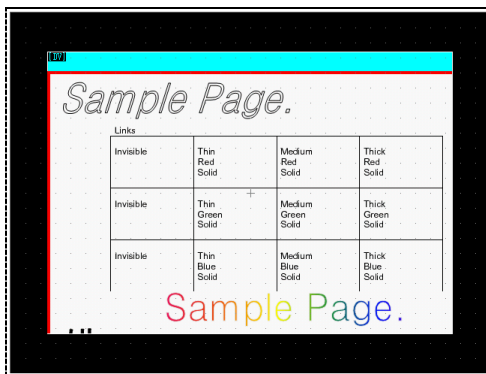 [DV]
Sample Page.
Links
Invisible Thin Medium Thick
Red Red Red
Solid Solid Solid
Invisible Thin Medium Thick
Green Green Green
Solid Solid Solid
Invisible Thin Medium Thick
Blue Blue Blue
Solid Solid Solid
Sample Page.